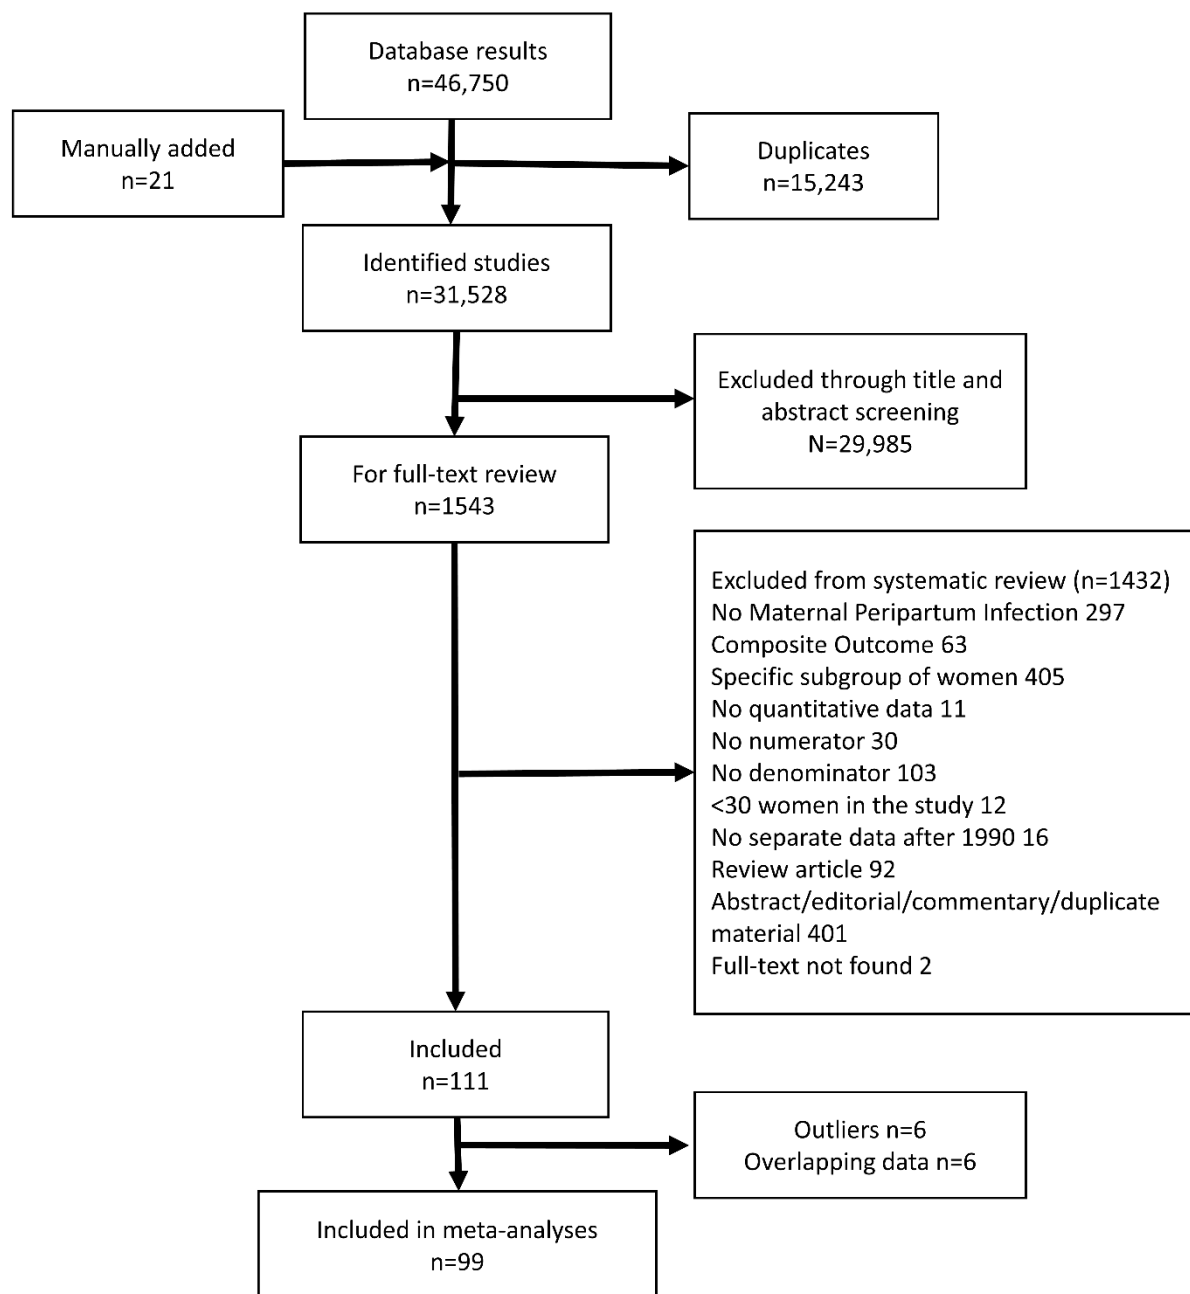 Database results
n=46,750
Manually added
n=21
Duplicates
n=15,243
Identified studies
n=31,528
Excluded through title and
abstract screening
N=29,985
For full-text review
n=1543
Excluded from systematic review (n=1432)
No Maternal Peripartum Infection 297
Composite Outcome 63
Specific subgroup of women 405
No quantitative data 11
No numerator 30
No denominator 103
<30 women in the study 12
No separate data after 1990 16
Review article 92
Abstract/editorial/commentary/duplicate
material 401
Full-text not found 2
Included
n=111
Outliers n=6
Overlapping data n=6
Included in meta-analyses
n=99